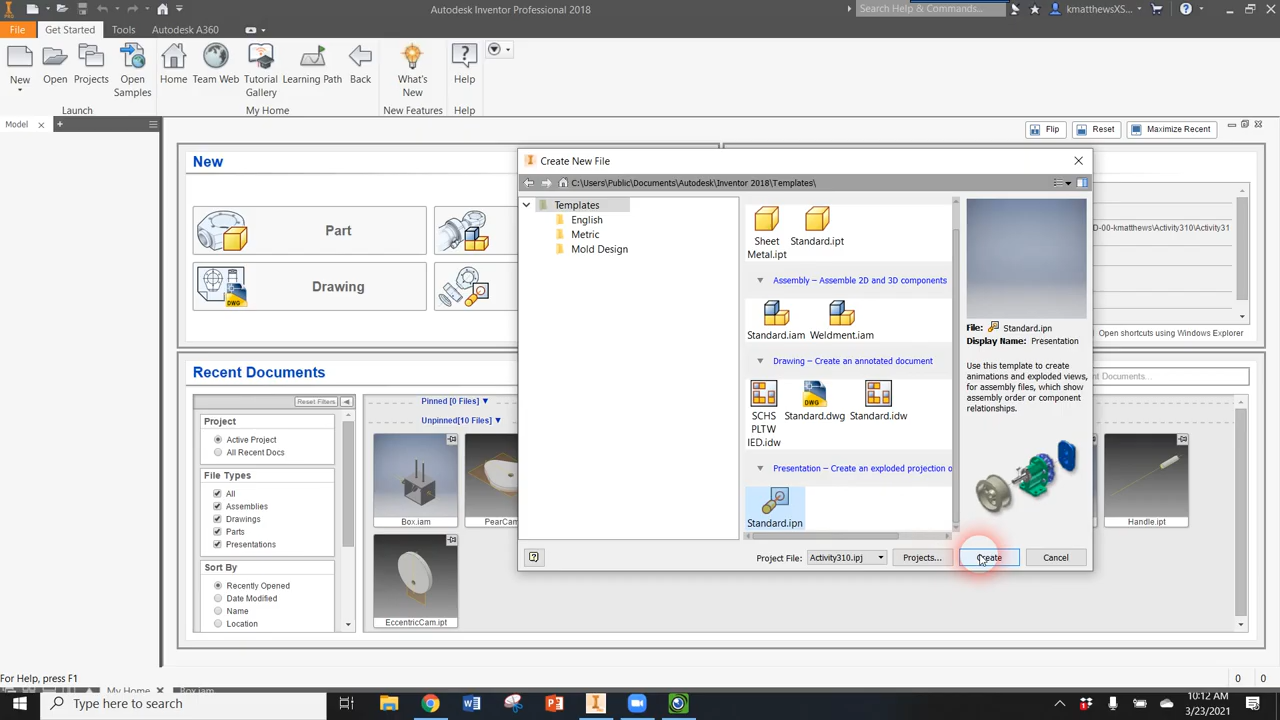 Autodesk Inventor Professional 2018
Search Help & Commands...
kmatthewsXS...
File
Get Started
Tools
Autodesk A360
New
Open
Projects
Open Samples
Home
Team Web
Tutorial Gallery
Learning Path
Back
What's New
Help
Launch
My Home
New Features
Help
Model
Flip
Reset
Maximize Recent
New
Part
Drawing
Create New File
C:\Users\Public\Documents\Autodesk\Inventor 2018\Templates\
Templates
English
Metric
Mold Design
Sheet Metal.ipt
Standard.ipt
Assembly – Assemble 2D and 3D components
Standard.iam
Weldment.iam
Drawing – Create an annotated document
SCHS PLTW IED.idw
Standard.dwg
Standard.idw
Presentation – Create an exploded projection o
Standard.ipn
File: Standard.ipn
Display Name: Presentation
Use this template to create
animations and exploded views,
for assembly files, which show
assembly order or component
relationships.
Project File:
Activity310.ipj
Projects...
Create
Cancel
D-00-kmatthews\Activity310\Activity31
Open shortcuts using Windows Explorer
Documents...
Recent Documents
Reset Filters
Project
Active Project
All Recent Docs
File Types
All
Assemblies
Drawings
Parts
Presentations
Sort By
Recently Opened
Date Modified
Name
Location
Pinned [0 Files]
Unpinned[10 Files]
Box.iam
PearCam
Handle.ipt
EccentricCam.ipt
For Help, press F1
0
0
My Home
Box.iam
Type here to search
10:12 AM
3/23/2021